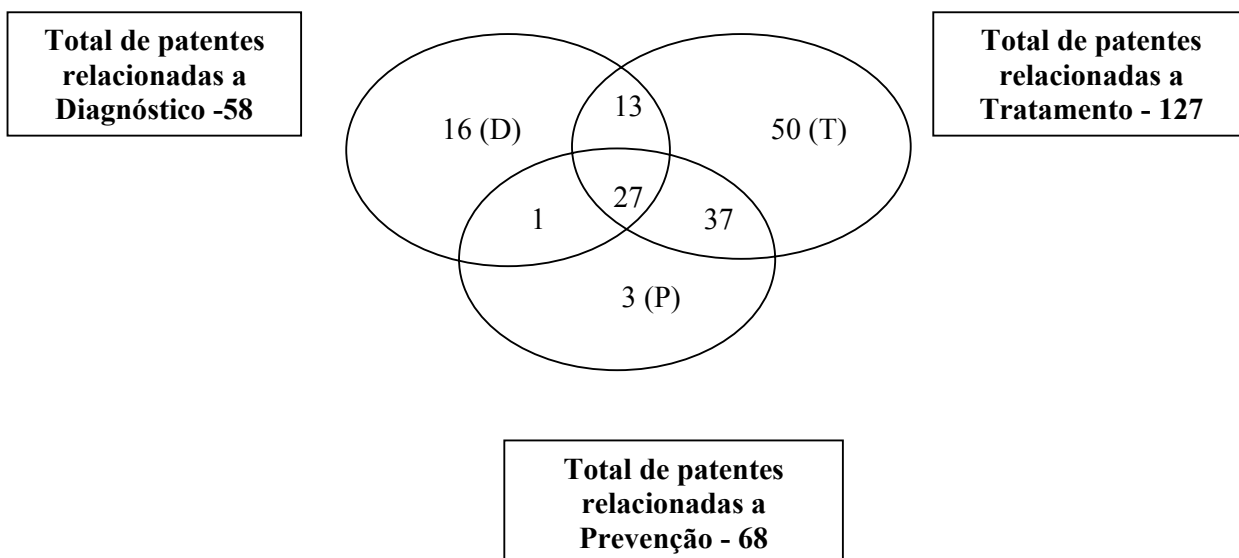 Total de patentes
relacionadas a
Diagnóstico -58
Total de patentes
relacionadas a
Tratamento - 127
13
16 (D)
50 (T)
27
1
37
3 (P)
Total de patentes
relacionadas a
Prevenção - 68